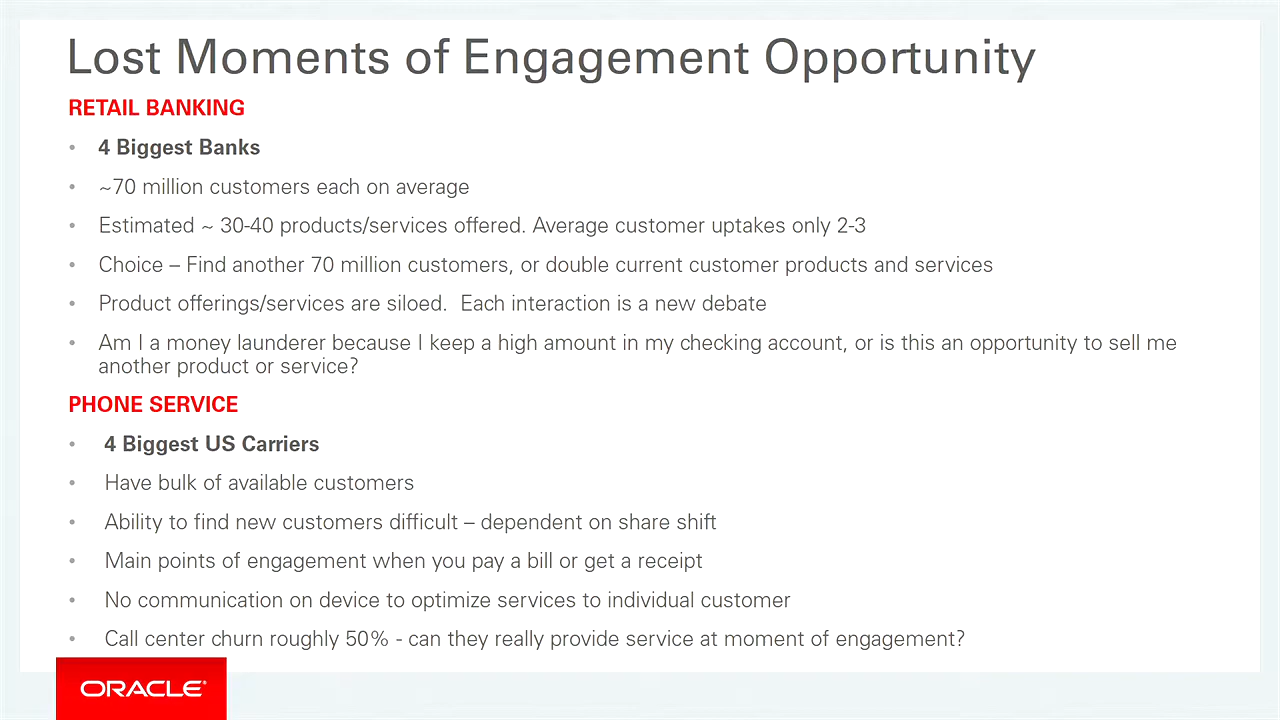 Lost Moments of Engagement Opportunity
RETAIL BANKING
• 4 Biggest Banks
• ~70 million customers each on average
• Estimated ~ 30-40 products/services offered. Average customer uptakes only 2-3
• Choice – Find another 70 million customers, or double current customer products and services
• Product offerings/services are siloed.  Each interaction is a new debate
• Am I a money launderer because I keep a high amount in my checking account, or is this an opportunity to sell me
another product or service?
PHONE SERVICE
• 4 Biggest US Carriers
• Have bulk of available customers
• Ability to find new customers difficult – dependent on share shift
• Main points of engagement when you pay a bill or get a receipt
• No communication on device to optimize services to individual customer
• Call center churn roughly 50% - can they really provide service at moment of engagement?
ORACLE®